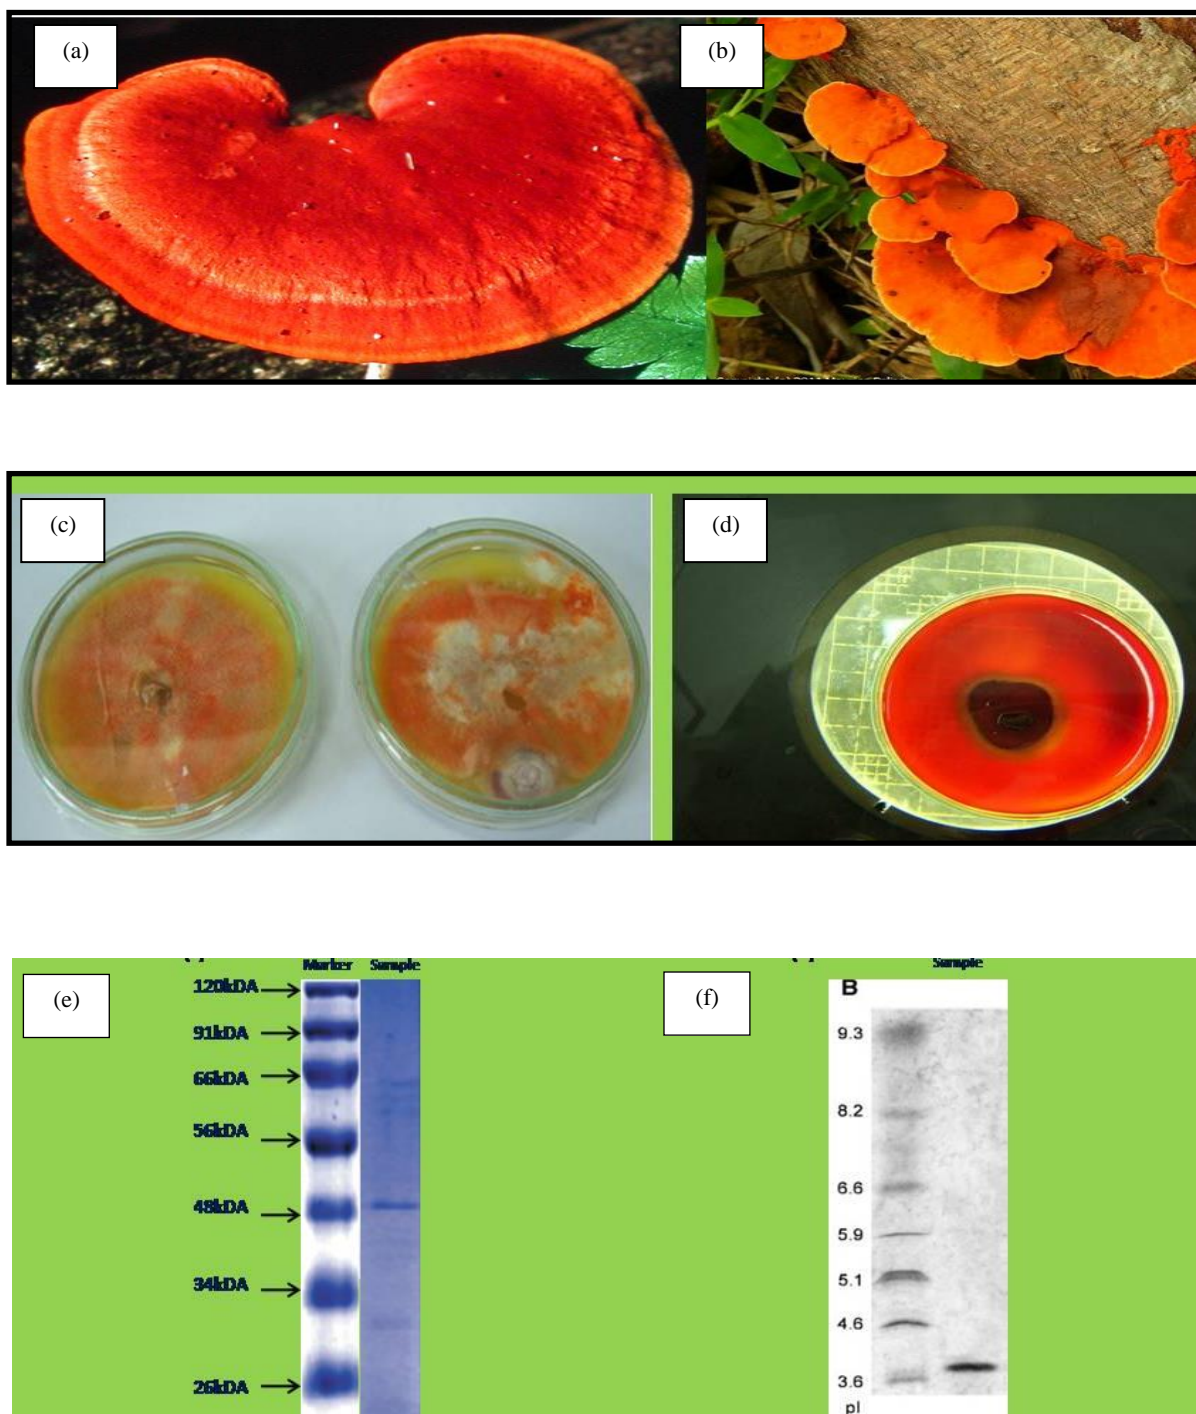 (a)
(b)
(c)
(d)
(e)
Marker Sample
120kDA
91kDA
66kDA
56kDA
48kDA
34kDA
26kDA
(f)
Sample
B
9.3
8.2
6.6
5.9
5.1
4.6
3.6
pI